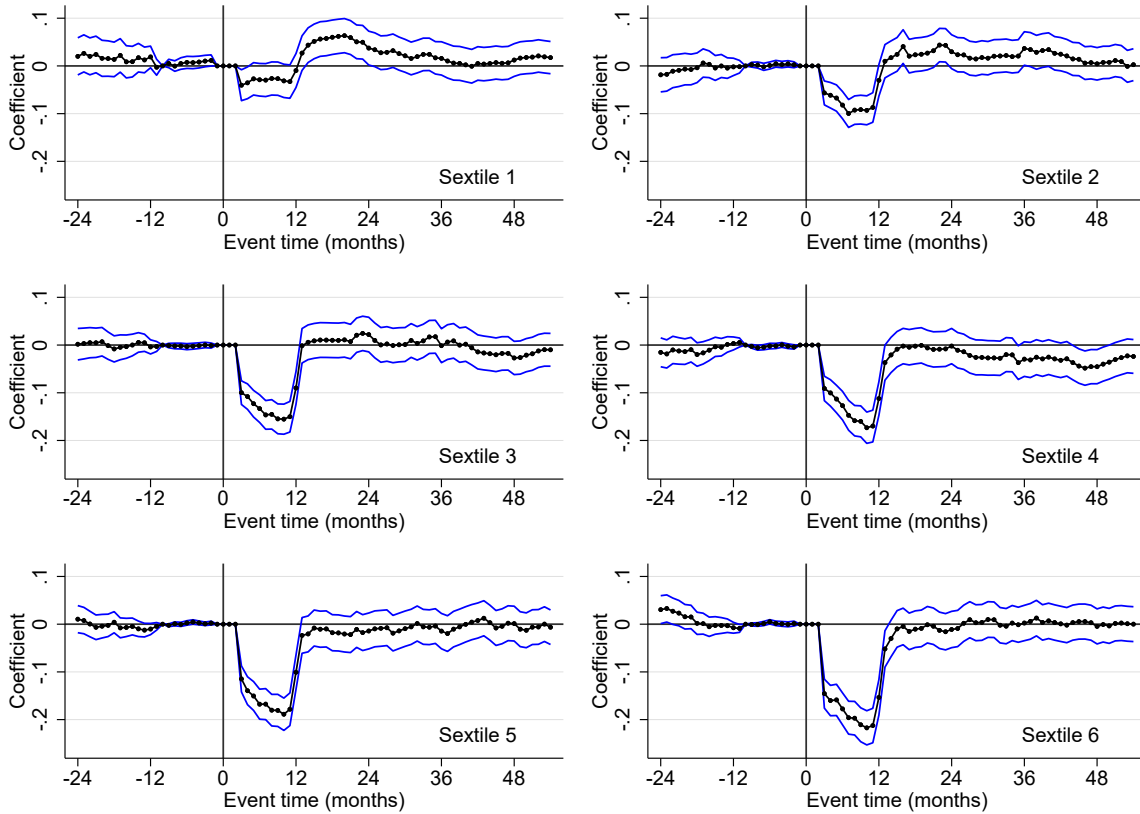 .1 0 -.1 -.2
Coefficient
Sextile 1
-24 -12 0 12 24 36 48
Event time (months)
.1 0 -.1 -.2
Coefficient
Sextile 2
-24 -12 0 12 24 36 48
Event time (months)
.1 0 -.1 -.2
Coefficient
Sextile 3
-24 -12 0 12 24 36 48
Event time (months)
.1 0 -.1 -.2
Coefficient
Sextile 4
-24 -12 0 12 24 36 48
Event time (months)
.1 0 -.1 -.2
Coefficient
Sextile 5
-24 -12 0 12 24 36 48
Event time (months)
.1 0 -.1 -.2
Coefficient
Sextile 6
-24 -12 0 12 24 36 48
Event time (months)